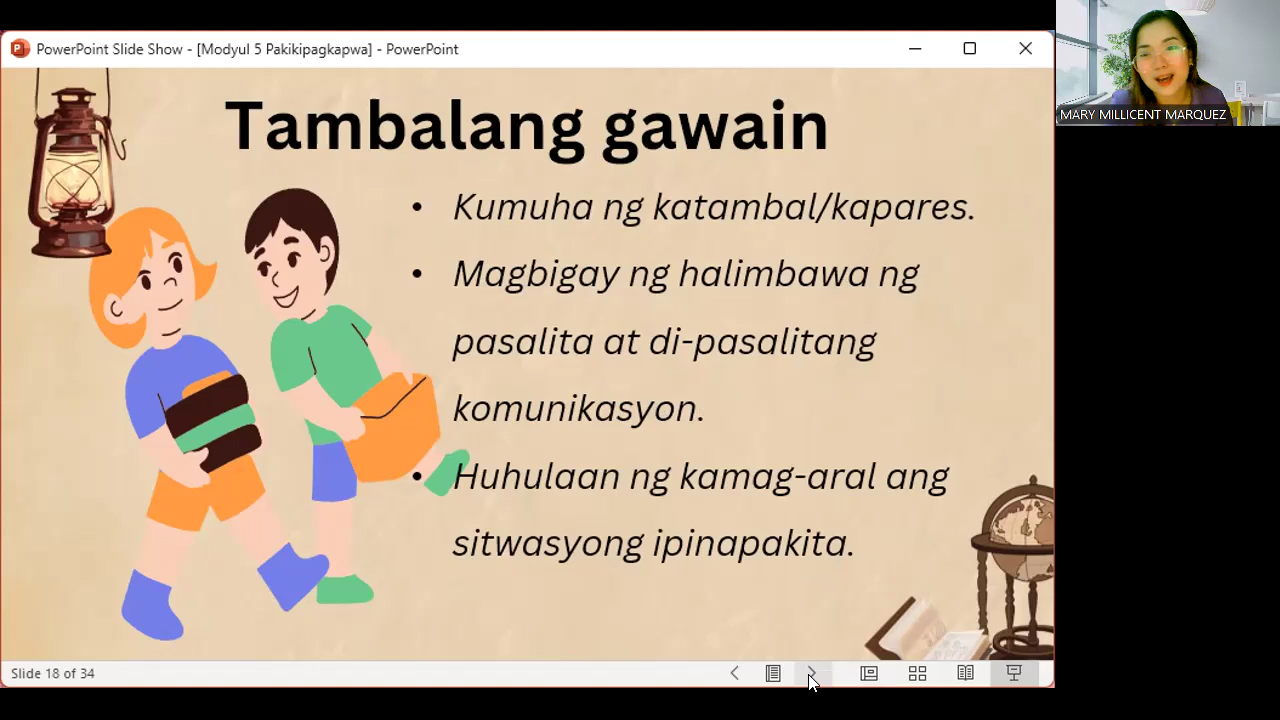 PowerPoint Slide Show - [Modyul 5 Pakikipagkapwa] - PowerPoint
MARY MILLICENT MARQUEZ
Tambalang gawain
• Kumuha ng katambal/kapares.
• Magbigay ng halimbawa ng
pasalita at di-pasalitang
komunikasyon.
• Huhulaan ng kamag-aral ang
sitwasyong ipinapakita.
Slide 18 of 34